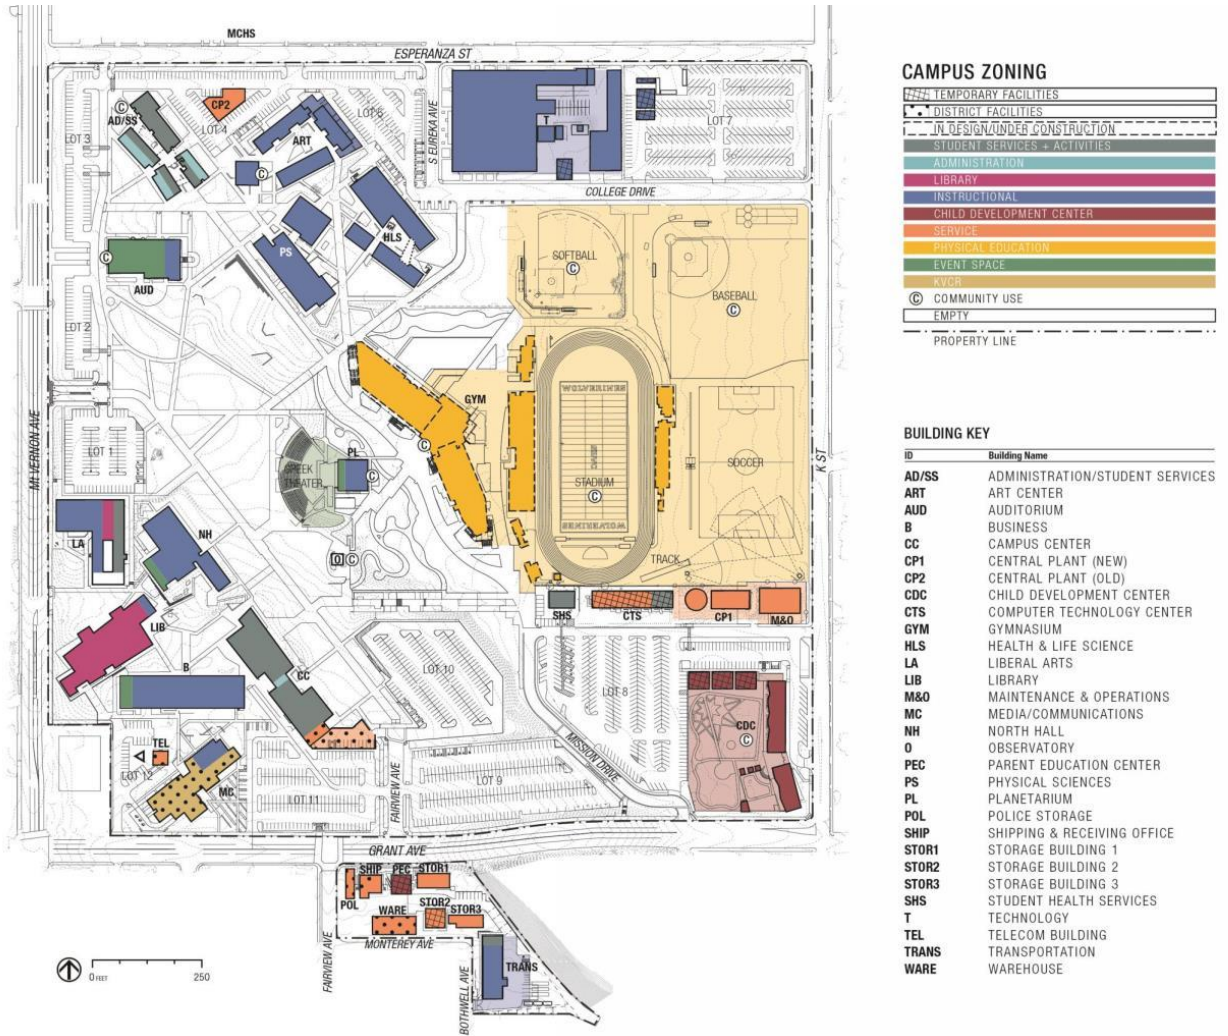 MCHS
ESPERANZA ST
CP2
AD/SS
LOT 3
LOT 4
LOT 5
ART
S EUREKA AVE
T
LOT 7
COLLEGE DRIVE
PS
HLS
AUD
LOT 2
SOFTBALL
BASEBALL
GYM
WOLVERINES
MT VERNON AVE
LOT 1
PL
GREEK
THEATER
STADIUM
SOCCER
K ST
WOLVERINES
TRACK
LA
NH
O
SHS
CTS
CP1
M&O
LIB
B
CC
LOT 10
LOT 8
CDC
TEL
LOT 12
MC
LOT 11
FAIRVIEW AVE
LOT 9
MISSION DRIVE
GRANT AVE
SHIP
PEC
STOR1
POL
WARE
STOR2
STOR3
MONTEREY AVE
FAIRVIEW AVE
BOTHWELL AVE
TRANS
0 FEET
250
CAMPUS ZONING
TEMPORARY FACILITIES
DISTRICT FACILITIES
IN DESIGN/UNDER CONSTRUCTION
STUDENT SERVICES + ACTIVITIES
ADMINISTRATION
LIBRARY
INSTRUCTIONAL
CHILD DEVELOPMENT CENTER
SERVICE
PHYSICAL EDUCATION
EVENT SPACE
KVCR
© COMMUNITY USE
EMPTY
PROPERTY LINE
BUILDING KEY
ID Building Name
AD/SS ADMINISTRATION/STUDENT SERVICES
ART ART CENTER
AUD AUDITORIUM
B BUSINESS
CC CAMPUS CENTER
CP1 CENTRAL PLANT (NEW)
CP2 CENTRAL PLANT (OLD)
CDC CHILD DEVELOPMENT CENTER
CTS COMPUTER TECHNOLOGY CENTER
GYM GYMNASIUM
HLS HEALTH & LIFE SCIENCE
LA LIBERAL ARTS
LIB LIBRARY
M&O MAINTENANCE & OPERATIONS
MC MEDIA/COMMUNICATIONS
NH NORTH HALL
O OBSERVATORY
PEC PARENT EDUCATION CENTER
PS PHYSICAL SCIENCES
PL PLANETARIUM
POL POLICE STORAGE
SHIP SHIPPING & RECEIVING OFFICE
STOR1 STORAGE BUILDING 1
STOR2 STORAGE BUILDING 2
STOR3 STORAGE BUILDING 3
SHS STUDENT HEALTH SERVICES
T TECHNOLOGY
TEL TELECOM BUILDING
TRANS TRANSPORTATION
WARE WAREHOUSE